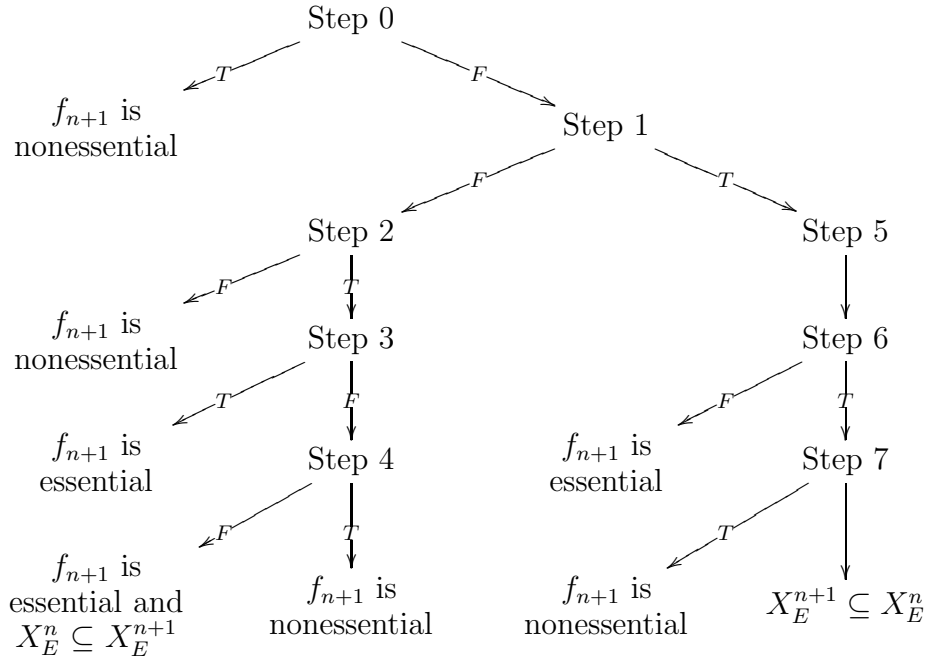 Step 0
T
F
f_{n+1} is
nonessential
Step 1
F
T
Step 2
Step 5
F
T
f_{n+1} is
nonessential
Step 3
Step 6
T
F
F
T
f_{n+1} is
essential
Step 4
f_{n+1} is
essential
Step 7
F
T
T
f_{n+1} is
essential and
X_E^n ⊆ X_E^{n+1}
f_{n+1} is
nonessential
f_{n+1} is
nonessential
X_E^{n+1} ⊆ X_E^n